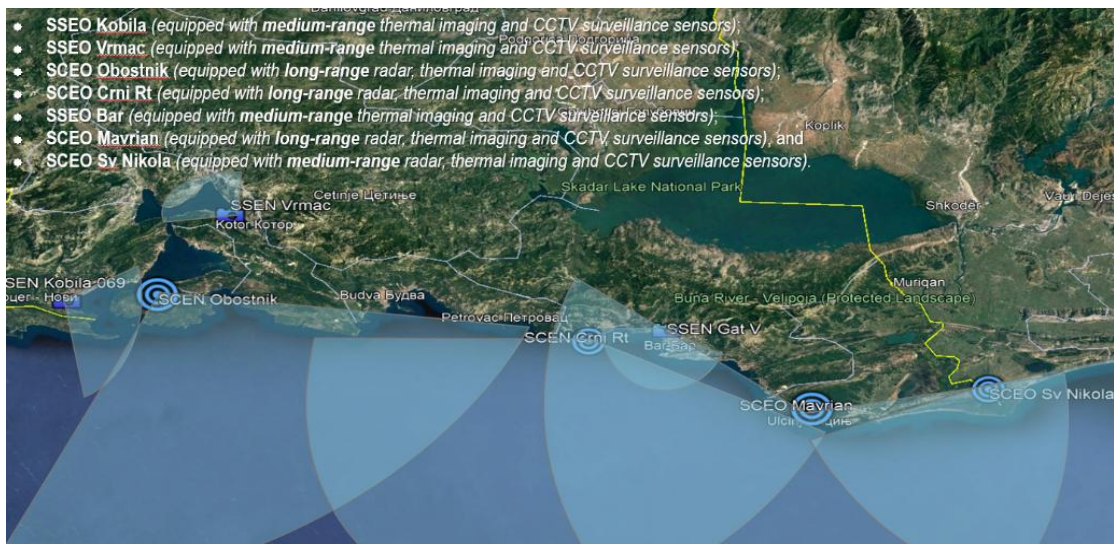 Danilovgrad Даниловград
• SSEO Kobila (equipped with medium-range thermal imaging and CCTV surveillance sensors);
• SSEO Vrmac (equipped with medium-range thermal imaging and CCTV surveillance sensors);
Podgorica Подгорица
• SCEO Obostnik (equipped with long-range radar, thermal imaging and CCTV surveillance sensors);
• SCEO Crni Rt (equipped with long-range radar, thermal imaging and CCTV surveillance sensors);
• SSEO Bar (equipped with medium-range thermal imaging and CCTV surveillance sensors);
Koplik
• SCEO Mavrian (equipped with long-range radar, thermal imaging and CCTV surveillance sensors), and
• SCEO Sv Nikola (equipped with medium-range radar, thermal imaging and CCTV surveillance sensors).
Skadar Lake National Park
Cetinje Цетиње
Shkoder
SSEN Vrmac
Kotor Котор
SSEN Kobila 069
Muriqan
SCEN Obostnik
Budva Будва
Buna River - Velipoja (Protected Landscape)
Petrovac Петровац
SSEN Gat V
SCEN Crni Rt
Bar Бар
SCEO Sv Nikola
SCEO Mavrian